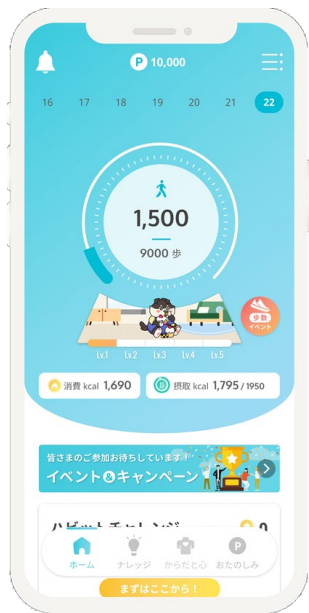 P 10,000
16 17 18 19 20 21 22
1,500
9000 歩
歩数
イベント
Lv.1 Lv.2 Lv.3 Lv.4 Lv.5
消費 kcal 1,690
摂取 kcal 1,795 / 1950
皆さまのご参加お待ちしています!
イベント&キャンペーン
ハビットチャレンジ
ホーム ナレッジ からだと心 おたのしみ
P
まずはここから!